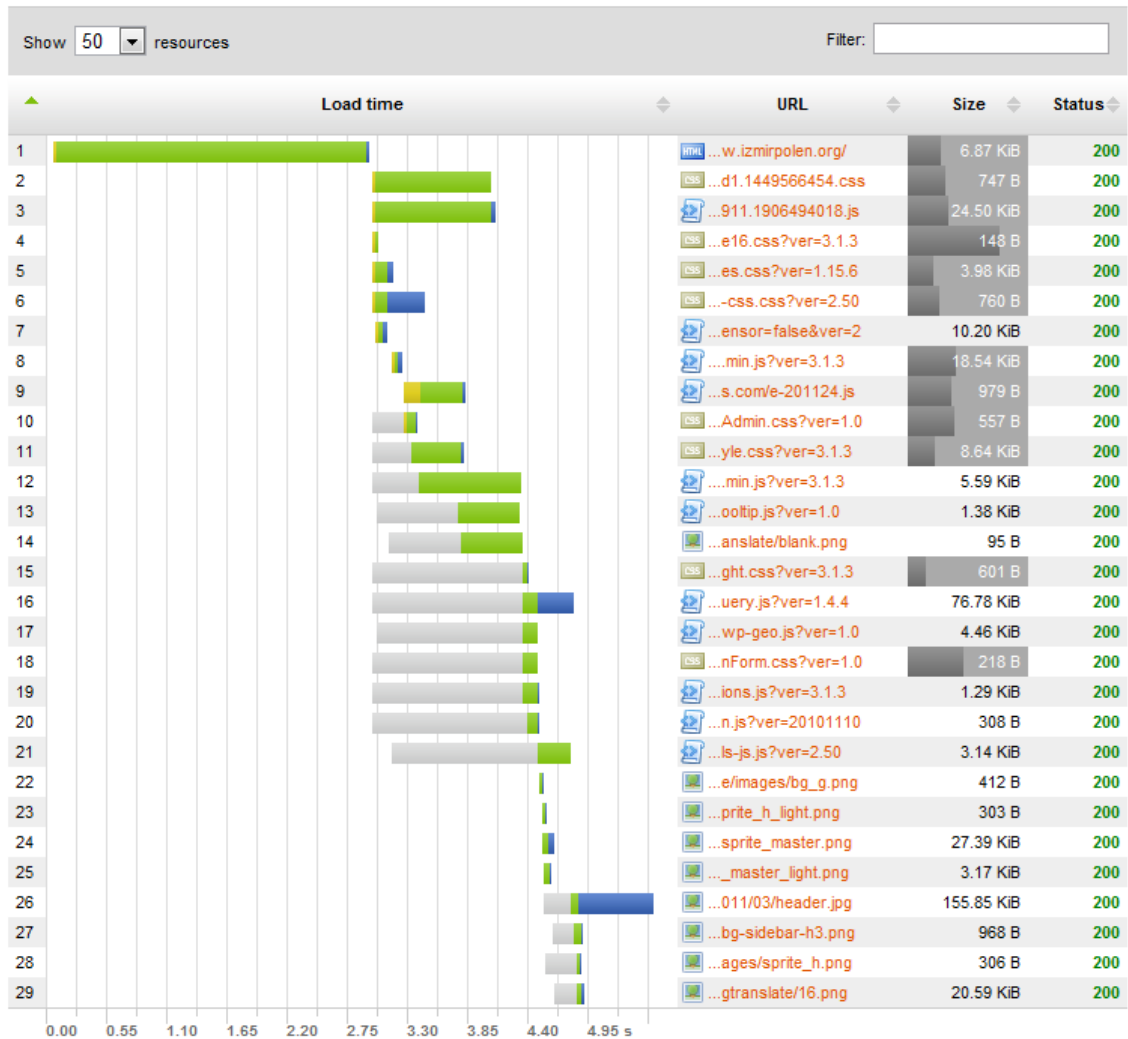 Show 50 resources Filter:
Load time URL Size Status
1 HTML ...w.izmirpolen.org/ 6.87 KiB 200
2 CSS ...d1.1449566454.css 747 B 200
3 ...911.1906494018.js 24.50 KiB 200
4 CSS ...e16.css?ver=3.1.3 148 B 200
5 CSS ...es.css?ver=1.15.6 3.98 KiB 200
6 CSS ...-css.css?ver=2.50 760 B 200
7 ...ensor=false&ver=2 10.20 KiB 200
8 ....min.js?ver=3.1.3 18.54 KiB 200
9 ...s.com/e-201124.js 979 B 200
10 CSS ...Admin.css?ver=1.0 557 B 200
11 CSS ...yle.css?ver=3.1.3 8.64 KiB 200
12 ....min.js?ver=3.1.3 5.59 KiB 200
13 ...ooltip.js?ver=1.0 1.38 KiB 200
14 ...anslate/blank.png 95 B 200
15 CSS ...ght.css?ver=3.1.3 601 B 200
16 ...uery.js?ver=1.4.4 76.78 KiB 200
17 ...wp-geo.js?ver=1.0 4.46 KiB 200
18 CSS ...nForm.css?ver=1.0 218 B 200
19 ...ions.js?ver=3.1.3 1.29 KiB 200
20 ...n.js?ver=20101110 308 B 200
21 ...ls-js.js?ver=2.50 3.14 KiB 200
22 ...e/images/bg_g.png 412 B 200
23 ...prite_h_light.png 303 B 200
24 ...sprite_master.png 27.39 KiB 200
25 ..._master_light.png 3.17 KiB 200
26 ...011/03/header.jpg 155.85 KiB 200
27 ...bg-sidebar-h3.png 968 B 200
28 ...ages/sprite_h.png 306 B 200
29 ...gtranslate/16.png 20.59 KiB 200
0.00 0.55 1.10 1.65 2.20 2.75 3.30 3.85 4.40 4.95 s